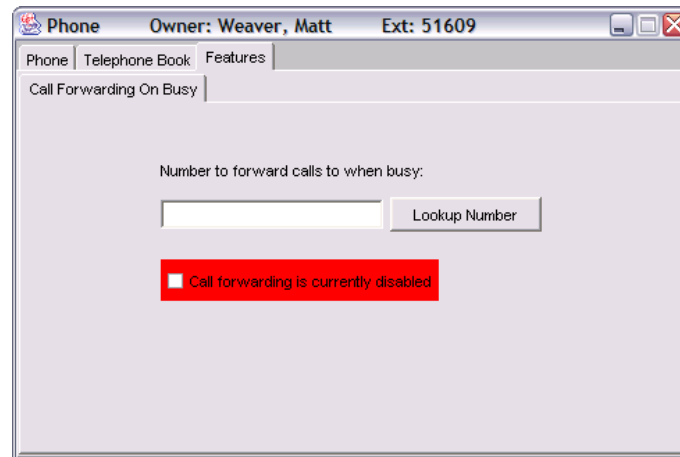 Phone Owner: Weaver, Matt Ext: 51609
Phone Telephone Book Features
Call Forwarding On Busy
Number to forward calls to when busy:
Lookup Number
Call forwarding is currently disabled